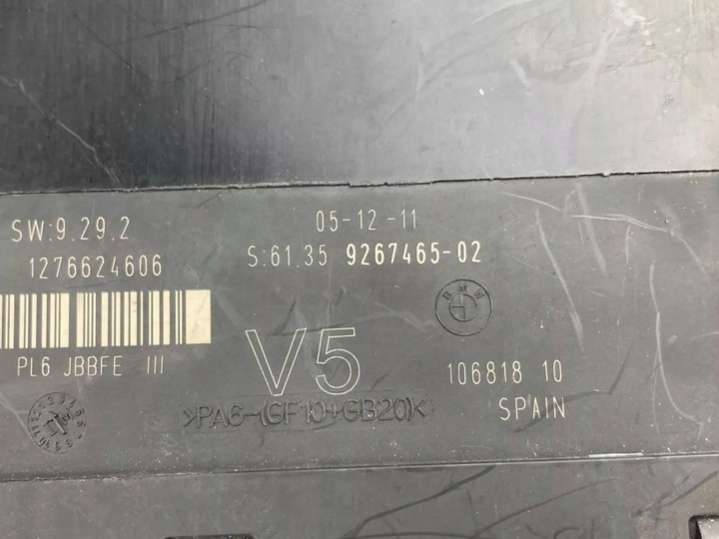 SW:9.29.2
05-12-11
1276624606
S:61.35 9267465-02
BMW
PL6 JBBFE III
V5
106818 10
>PA6-(GF10+GB20)<
SPAIN